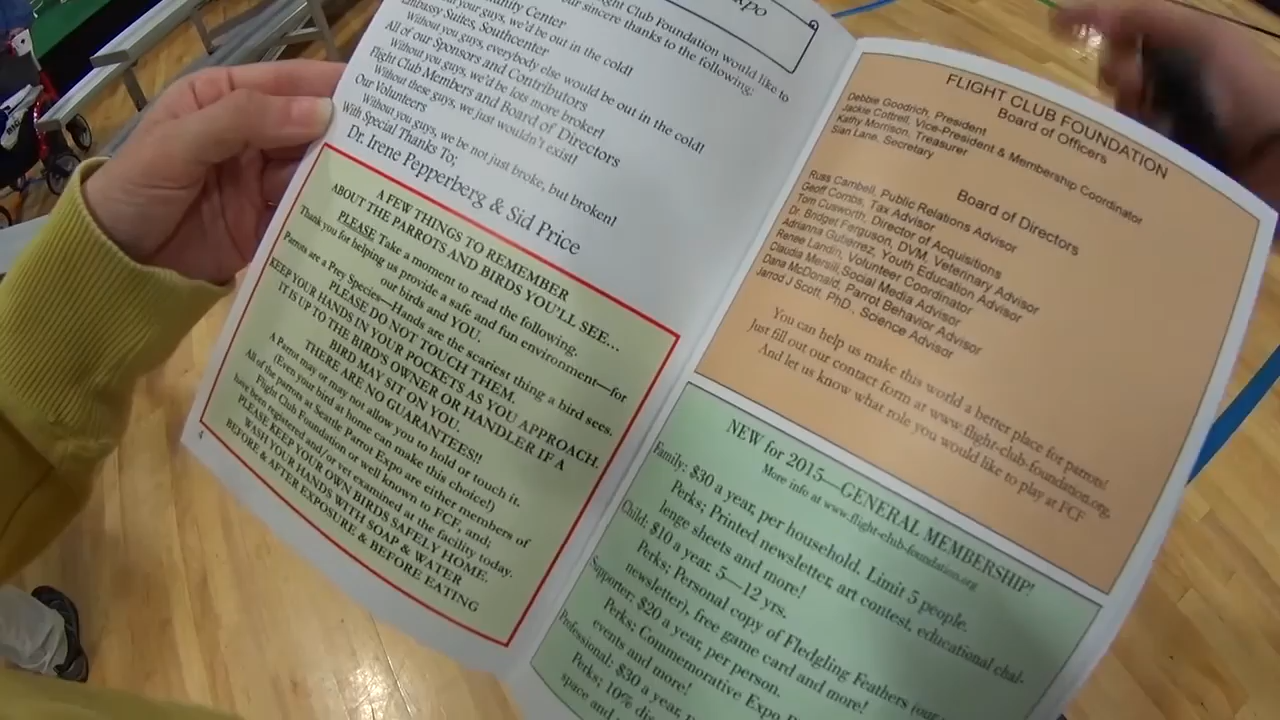 xpo
ight Club Foundation would like to
our sincere thanks to the following:
unity Center
your guys, we'd be out in the cold!
Embassy Suites, Southcenter
Without you guys, everybody else would be out in the cold!
All of our Sponsors and Contributors
Without you guys, we'd be lots more broker!
Flight Club Members and Board of Directors
Without these guys, we just wouldn't exist!
Our Volunteers
Without you guys, we be not just broke, but broken!
With Special Thanks To;
Dr. Irene Pepperberg & Sid Price
A FEW THINGS TO REMEMBER
ABOUT THE PARROTS AND BIRDS YOU'LL SEE...
PLEASE Take a moment to read the following.
Thank you for helping us provide a safe and fun environment—for
our birds and YOU.
Parrots are a Prey Species—Hands are the scariest thing a bird sees.
PLEASE DO NOT TOUCH THEM.
KEEP YOUR HANDS IN YOUR POCKETS AS YOU APPROACH.
IT IS UP TO THE BIRD'S OWNER OR HANDLER IF A
BIRD MAY SIT ON YOU.
THERE ARE NO GUARANTEES!!
A Parrot may or may not allow you to hold or touch it.
(Even your bird at home can make this choice!)
All of the parrots at Seattle Parrot Expo are either members of
Flight Club Foundation or well known to FCF, and,
have been registered and/or vet examined at the facility today.
PLEASE KEEP YOUR OWN BIRDS SAFELY HOME.
WASH YOUR HANDS WITH SOAP & WATER
BEFORE & AFTER EXPOSURE & BEFORE EATING
4
FLIGHT CLUB FOUNDATION
Board of Officers
Debbie Goodrich, President
Jackie Cottrell, Vice-President & Membership Coordinator
Kathy Morrison, Treasurer
Sian Lane, Secretary
Board of Directors
Russ Cambell, Public Relations Advisor
Geoff Combs, Tax Advisor
Tom Cusworth, Director of Acquisitions
Dr. Bridget Ferguson, DVM, Veterinary Advisor
Adrianna Gutierrez, Youth Education Advisor
Renee Landin, Volunteer Coordinator
Claudia Mersill, Social Media Advisor
Dana McDonald, Parrot Behavior Advisor
Jarrod J Scott, PhD., Science Advisor
You can help us make this world a better place for parrots!
Just fill out our contact form at www.flight-club-foundation.org,
And let us know what role you would like to play at FCF
NEW for 2015—GENERAL MEMBERSHIP!
More info at www.flight-club-foundation.org
Family: $30 a year, per household. Limit 5 people.
Perks; Printed newsletter, art contest, educational chal-
lenge sheets and more!
Child: $10 a year. 5—12 yrs.
Perks: Personal copy of Fledgling Feathers (our
newsletter), free game card and more!
Supporter: $20 a year, per person.
Perks; Commemorative Expo
events and more!
Professional: $30 a year,
Perks; 10% dis
space, and